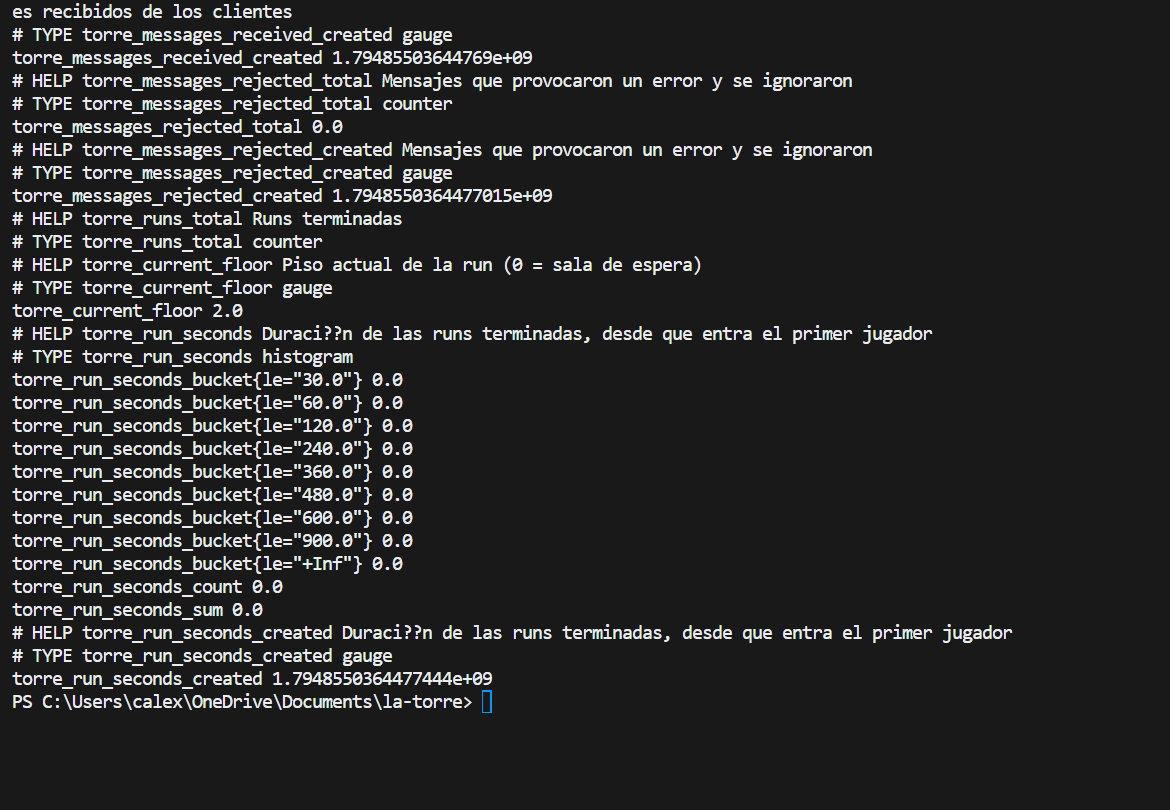 es recibidos de los clientes
# TYPE torre_messages_received_created gauge
torre_messages_received_created 1.79485503644769e+09
# HELP torre_messages_rejected_total Mensajes que provocaron un error y se ignoraron
# TYPE torre_messages_rejected_total counter
torre_messages_rejected_total 0.0
# HELP torre_messages_rejected_created Mensajes que provocaron un error y se ignoraron
# TYPE torre_messages_rejected_created gauge
torre_messages_rejected_created 1.7948550364477015e+09
# HELP torre_runs_total Runs terminadas
# TYPE torre_runs_total counter
# HELP torre_current_floor Piso actual de la run (0 = sala de espera)
# TYPE torre_current_floor gauge
torre_current_floor 2.0
# HELP torre_run_seconds Duraci??n de las runs terminadas, desde que entra el primer jugador
# TYPE torre_run_seconds histogram
torre_run_seconds_bucket{le="30.0"} 0.0
torre_run_seconds_bucket{le="60.0"} 0.0
torre_run_seconds_bucket{le="120.0"} 0.0
torre_run_seconds_bucket{le="240.0"} 0.0
torre_run_seconds_bucket{le="360.0"} 0.0
torre_run_seconds_bucket{le="480.0"} 0.0
torre_run_seconds_bucket{le="600.0"} 0.0
torre_run_seconds_bucket{le="900.0"} 0.0
torre_run_seconds_bucket{le="+Inf"} 0.0
torre_run_seconds_count 0.0
torre_run_seconds_sum 0.0
# HELP torre_run_seconds_created Duraci??n de las runs terminadas, desde que entra el primer jugador
# TYPE torre_run_seconds_created gauge
torre_run_seconds_created 1.7948550364477444e+09
PS C:\Users\calex\OneDrive\Documents\la-torre>